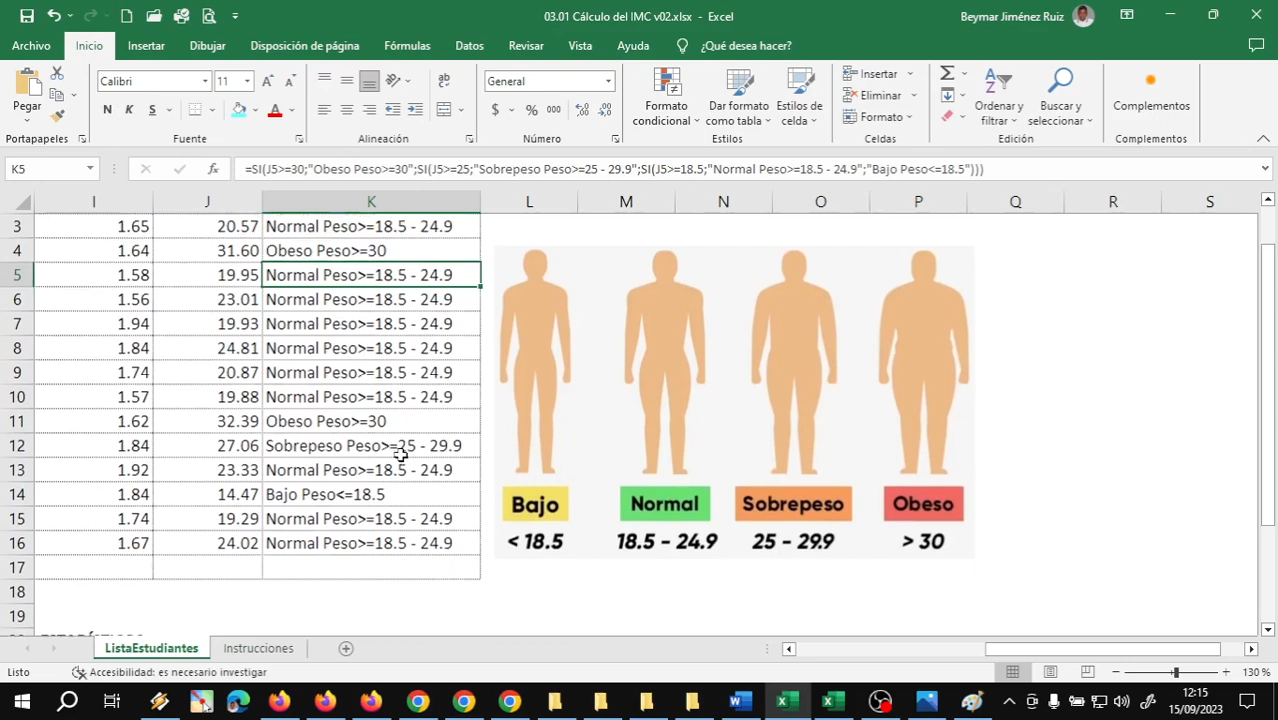 03.01 Cálculo del IMC v02.xlsx - Excel
Beymar Jiménez Ruiz
Archivo Inicio Insertar Dibujar Disposición de página Fórmulas Datos Revisar Vista Ayuda ¿Qué desea hacer?
Pegar
Calibri 11
N K S
ab
General
$ % 000
Formato condicional
Dar formato como tabla
Estilos de celda
Insertar
Eliminar
Formato
Ordenar y filtrar
Buscar y seleccionar
Complementos
Portapapeles Fuente Alineación Número Estilos Celdas Edición Complementos
K5 fx =SI(J5>=30;"Obeso Peso>=30";SI(J5>=25;"Sobrepeso Peso>=25 - 29.9";SI(J5>=18.5;"Normal Peso>=18.5 - 24.9";"Bajo Peso<=18.5")))
I J K L M N O P Q R S
3 1.65 20.57 Normal Peso>=18.5 - 24.9
4 1.64 31.60 Obeso Peso>=30
5 1.58 19.95 Normal Peso>=18.5 - 24.9
6 1.56 23.01 Normal Peso>=18.5 - 24.9
7 1.94 19.93 Normal Peso>=18.5 - 24.9
8 1.84 24.81 Normal Peso>=18.5 - 24.9
9 1.74 20.87 Normal Peso>=18.5 - 24.9
10 1.57 19.88 Normal Peso>=18.5 - 24.9
11 1.62 32.39 Obeso Peso>=30
12 1.84 27.06 Sobrepeso Peso>=25 - 29.9
13 1.92 23.33 Normal Peso>=18.5 - 24.9
14 1.84 14.47 Bajo Peso<=18.5
15 1.74 19.29 Normal Peso>=18.5 - 24.9
16 1.67 24.02 Normal Peso>=18.5 - 24.9
17
18
19
Bajo Normal Sobrepeso Obeso
< 18.5 18.5 - 24.9 25 - 29.9 > 30
ListaEstudiantes Instrucciones
Listo Accesibilidad: es necesario investigar 130 %
12:15
15/09/2023